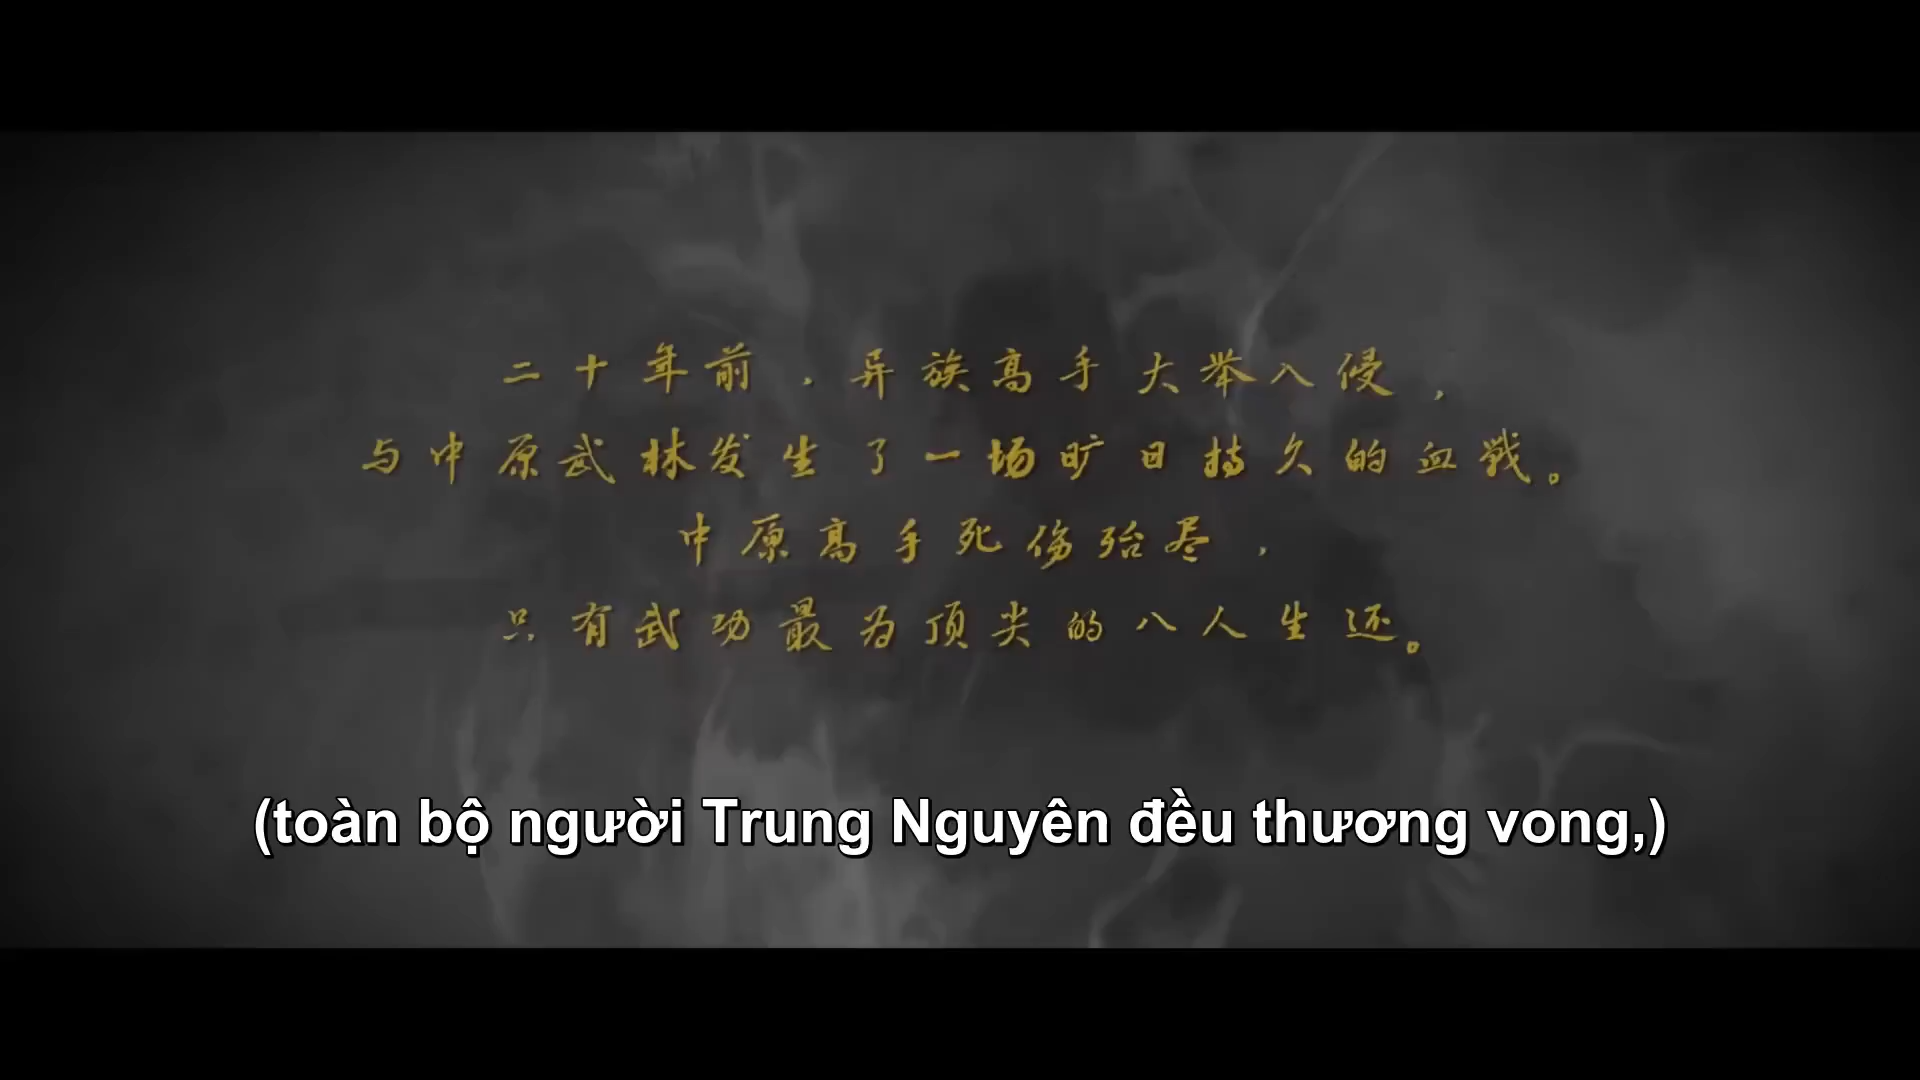 二十年前，异族高手大举入侵，
与中原武林发生了一场旷日持久的血战。
中原高手死伤殆尽，
只有武功最为顶尖的八人生还。
(toàn bộ người Trung Nguyên đều thương vong,)